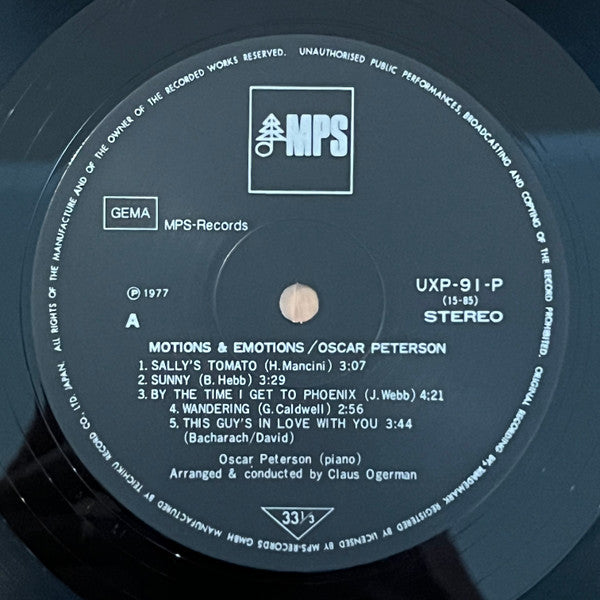 ALL RIGHTS OF THE MANUFACTURE AND OF THE OWNER OF THE RECORDED WORKS RESERVED. UNAUTHORISED PUBLIC PERFORMANCES, BROADCASTING AND COPYING OF THE RECORD PROHIBITED.
MPS
GEMA
MPS-Records
℗ 1977
A
UXP-91-P
(15-85)
STEREO
MOTIONS & EMOTIONS/OSCAR PETERSON
1. SALLY'S TOMATO (H.Mancini) 3:07
2. SUNNY (B.Hebb) 3:29
3. BY THE TIME I GET TO PHOENIX (J.Webb) 4:21
4. WANDERING (G.Caldwell) 2:56
5. THIS GUY'S IN LOVE WITH YOU 3:44
(Bacharach/David)
Oscar Peterson (piano)
Arranged & conducted by Claus Ogerman
33⅓
ORIGINAL RECORDING BY, TRADEMARK REGISTERED BY LICENSED BY MPS-RECORDS GMBH MANUFACTURED BY TEICHIKU RECORD CO., LTD. JAPAN.